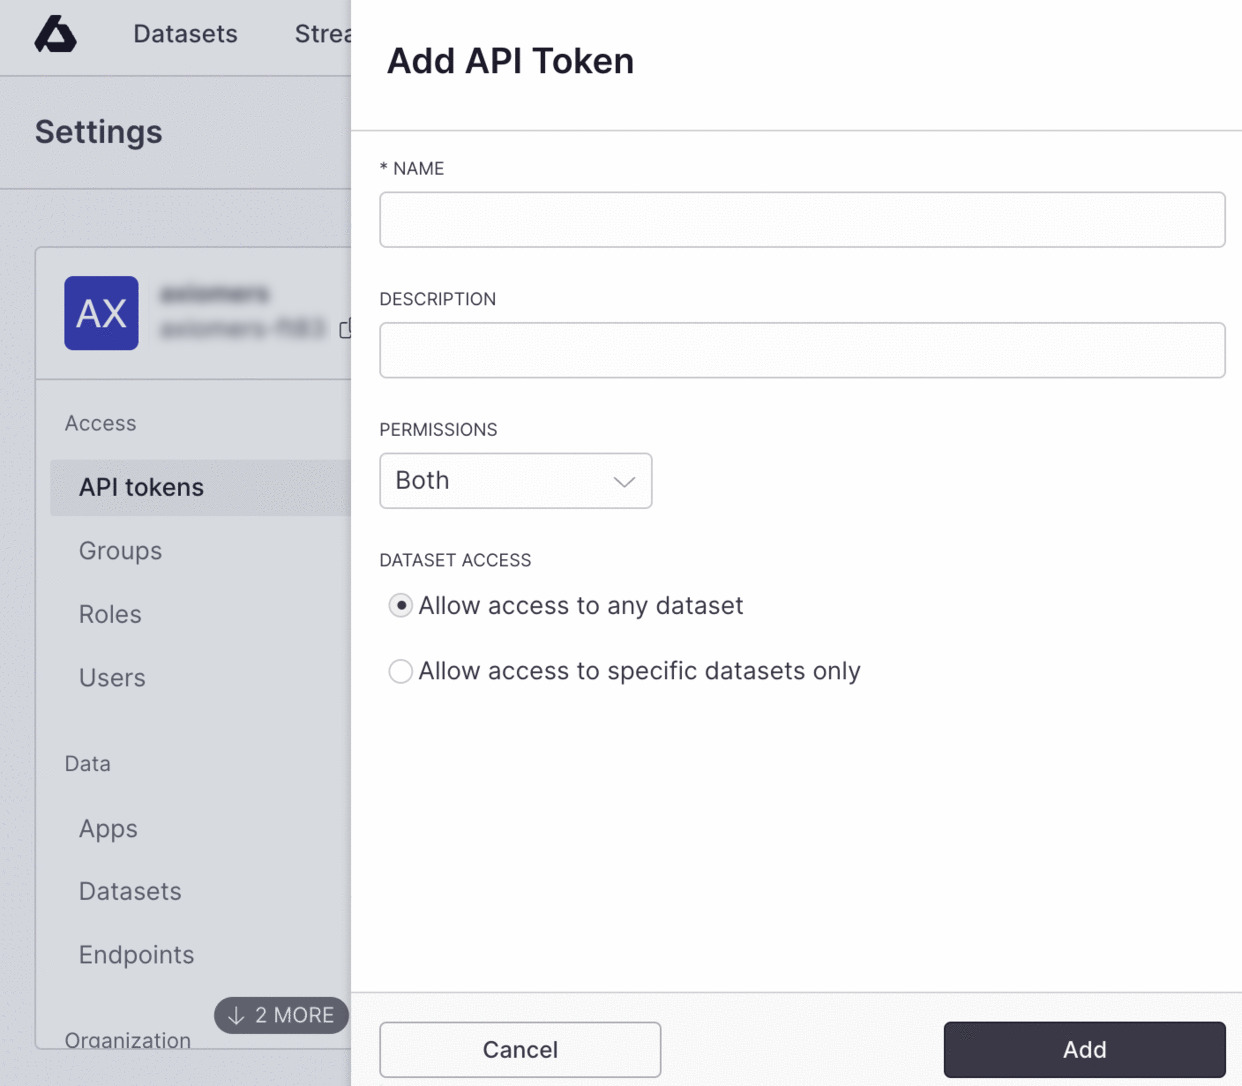 Datasets
Strea
Settings
AX
Access
API tokens
Groups
Roles
Users
Data
Apps
Datasets
Endpoints
↓ 2 MORE
Organization
Add API Token
* NAME
DESCRIPTION
PERMISSIONS
Both
DATASET ACCESS
Allow access to any dataset
Allow access to specific datasets only
Cancel
Add